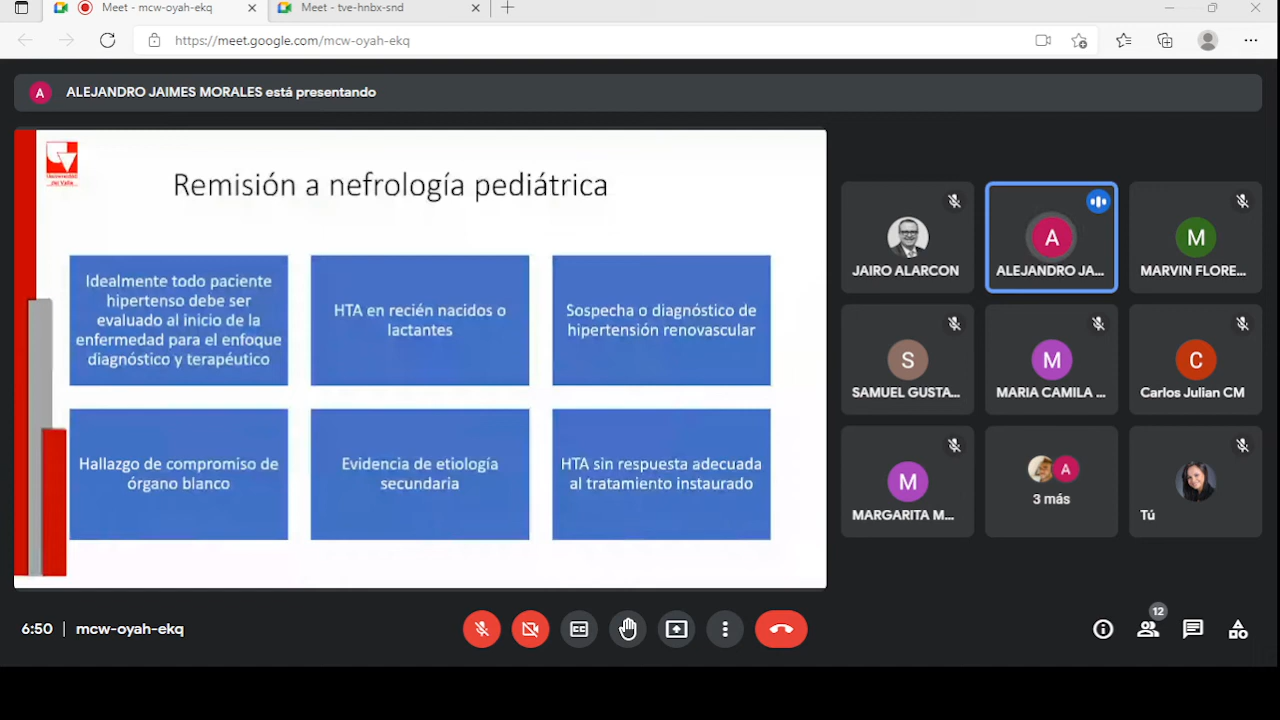 Meet - mcw-oyah-ekq
Meet - tve-hnbx-snd
https://meet.google.com/mcw-oyah-ekq
A
ALEJANDRO JAIMES MORALES está presentando
Universidad
del Valle
Remisión a nefrología pediátrica
Idealmente todo paciente
hipertenso debe ser
evaluado al inicio de la
enfermedad para el enfoque
diagnóstico y terapéutico
HTA en recién nacidos o
lactantes
Sospecha o diagnóstico de
hipertensión renovascular
Hallazgo de compromiso de
órgano blanco
Evidencia de etiología
secundaria
HTA sin respuesta adecuada
al tratamiento instaurado
JAIRO ALARCON
A
ALEJANDRO JA...
M
MARVIN FLORE...
S
SAMUEL GUSTA...
M
MARIA CAMILA ...
C
Carlos Julian CM
M
MARGARITA M...
A
3 más
Tú
6:50 | mcw-oyah-ekq
CC
12